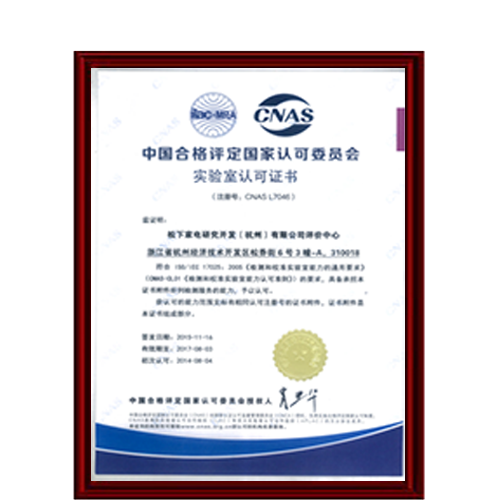 ilac-MRA
CNAS
中国合格评定国家认可委员会
实验室认可证书
（注册号：CNAS L7046）
兹证明：
松下家电研究开发（杭州）有限公司评价中心
浙江省杭州经济技术开发区松乔街6号3幢-A，310018
符合 ISO/IEC 17025：2005《检测和校准实验室能力的通用要求》
（CNAS-CL01《检测和校准实验室能力认可准则》）的要求，具备承担本
证书附件所列检测服务的能力，予以认可。
获认可的能力范围见标有相同认可注册号的证书附件，证书附件是
本证书组成部分。
签发日期：2015-11-16
有效期至：2017-08-03
初次认可：2014-08-04
中国合格评定国家认可委员会授权人